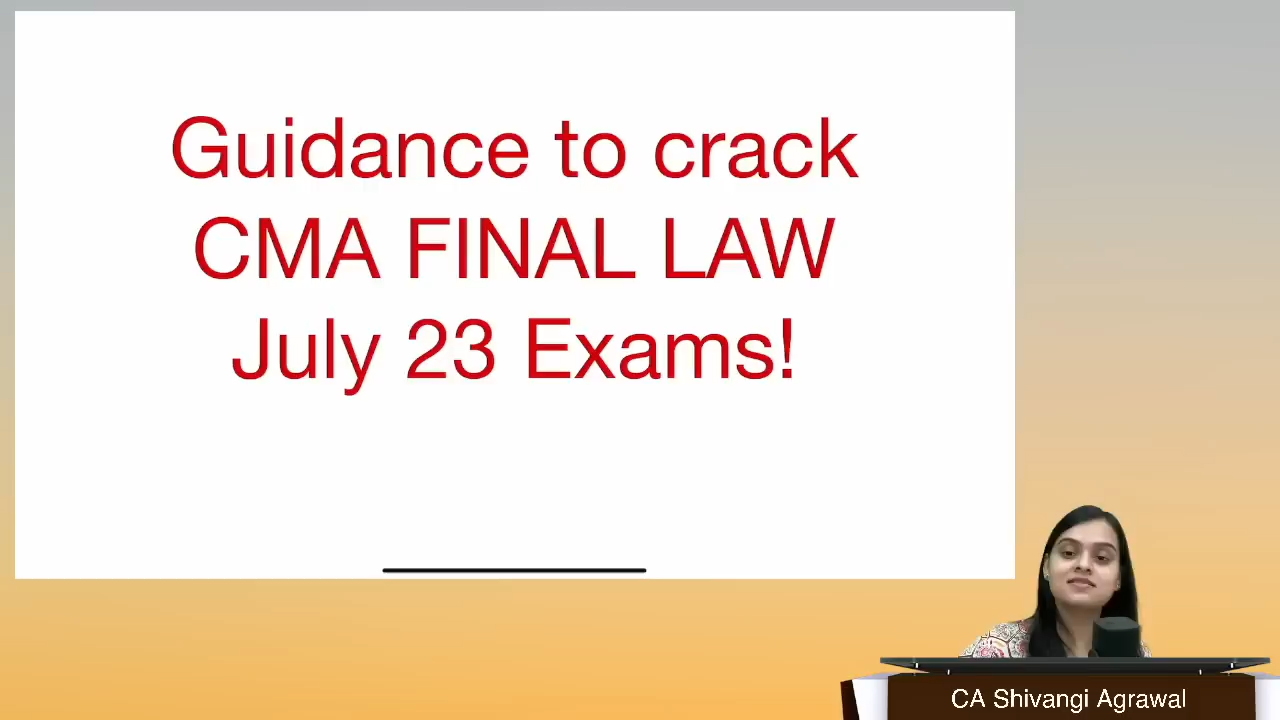 Guidance to crack
CMA FINAL LAW
July 23 Exams!
CA Shivangi Agrawal